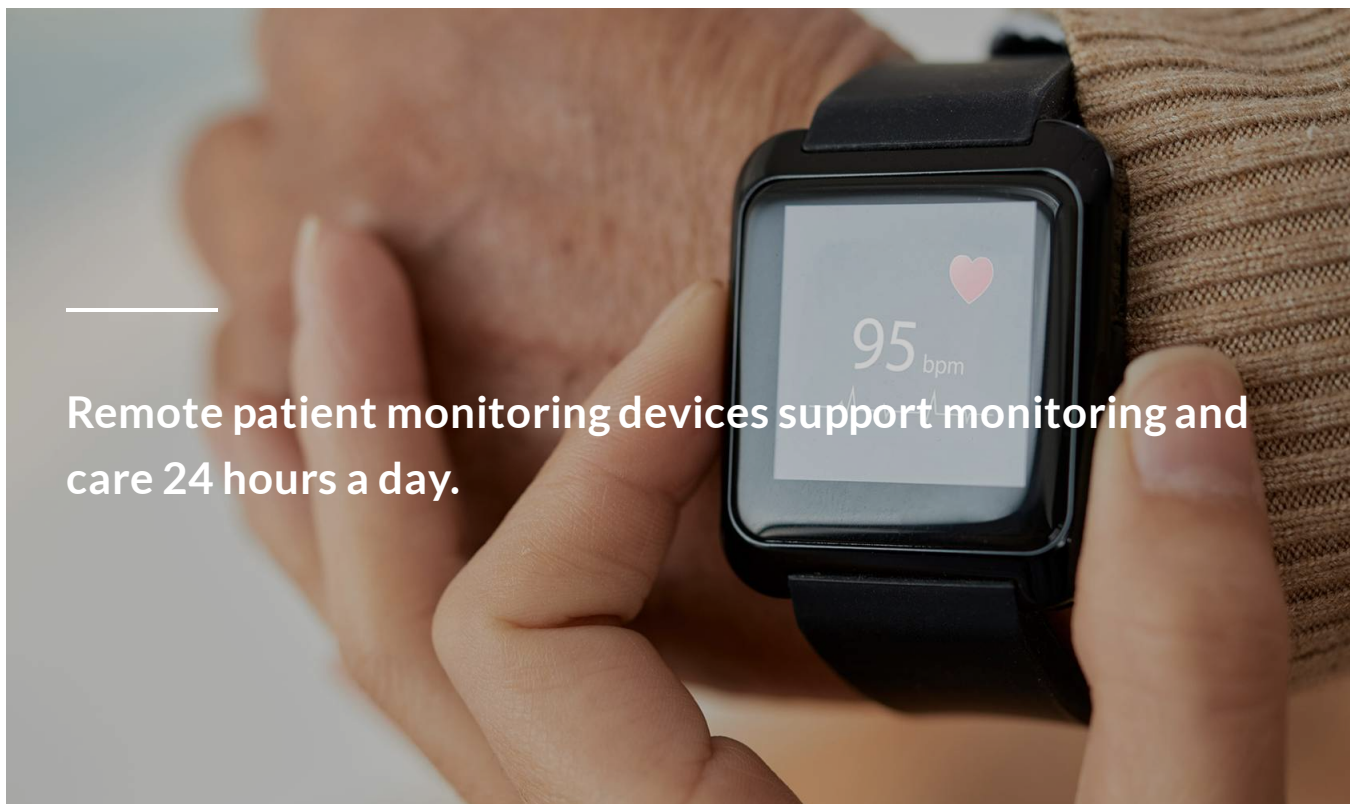 95 bpm
Remote patient monitoring devices support monitoring and
care 24 hours a day.